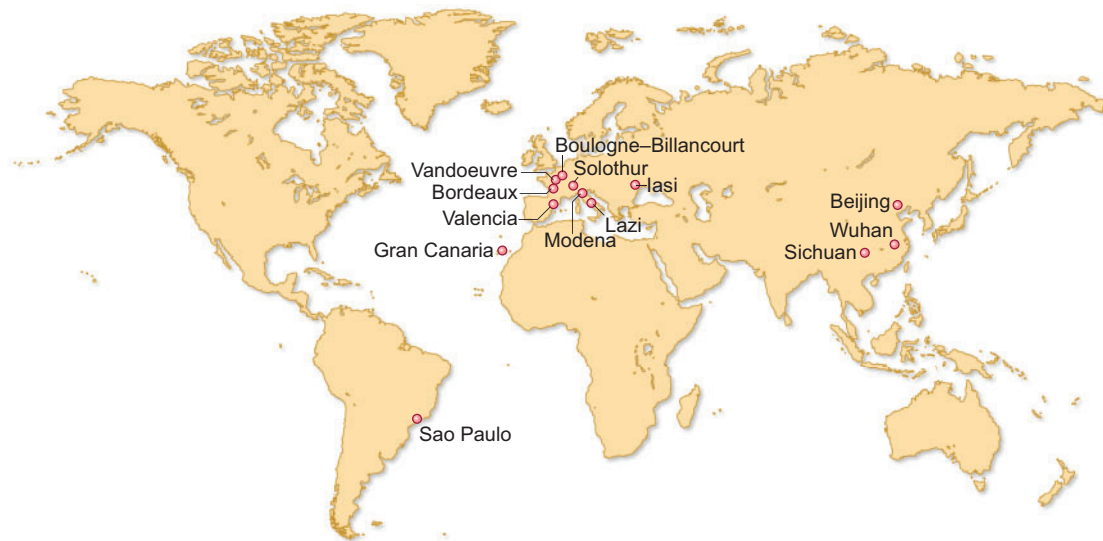 Boulogne–Billancourt
Vandoeuvre
Solothur
Bordeaux
Iasi
Valencia
Lazi
Modena
Gran Canaria
Beijing
Wuhan
Sichuan
Sao Paulo